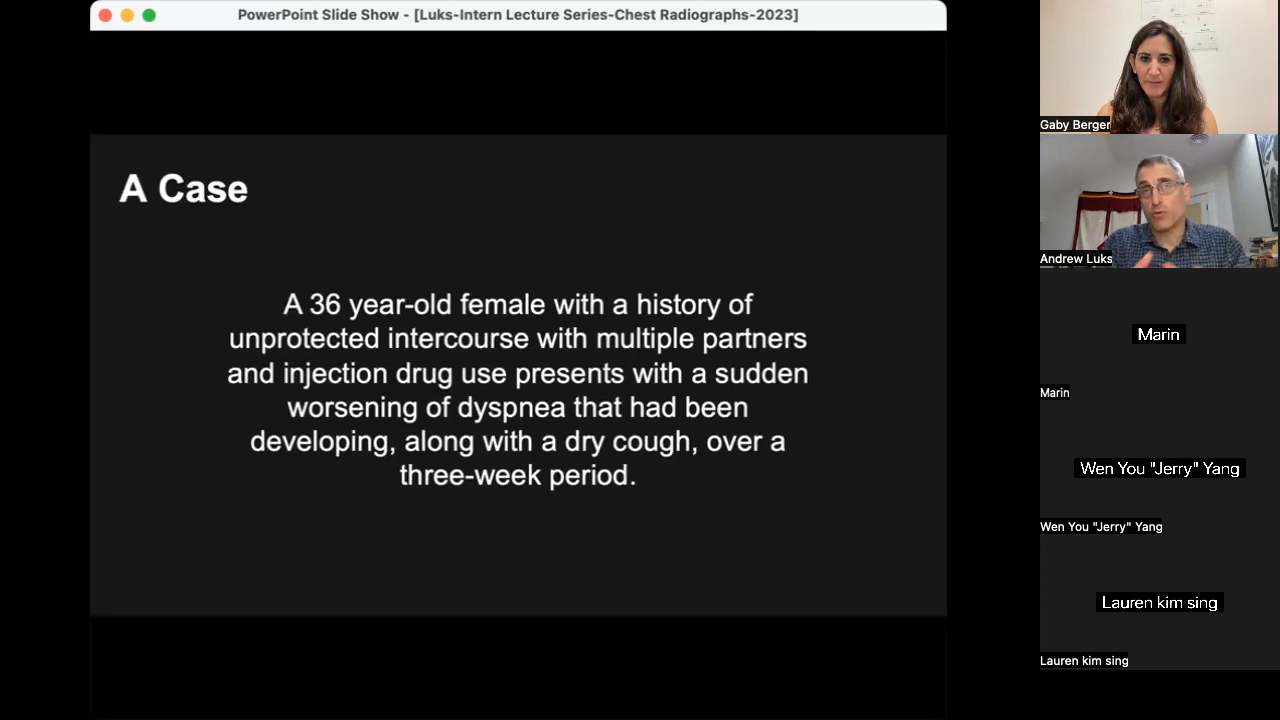 PowerPoint Slide Show - [Luks-Intern Lecture Series-Chest Radiographs-2023]
A Case
A 36 year-old female with a history of
unprotected intercourse with multiple partners
and injection drug use presents with a sudden
worsening of dyspnea that had been
developing, along with a dry cough, over a
three-week period.
Gaby Berger
Andrew Luks
Marin
Marin
Wen You "Jerry" Yang
Wen You "Jerry" Yang
Lauren kim sing
Lauren kim sing